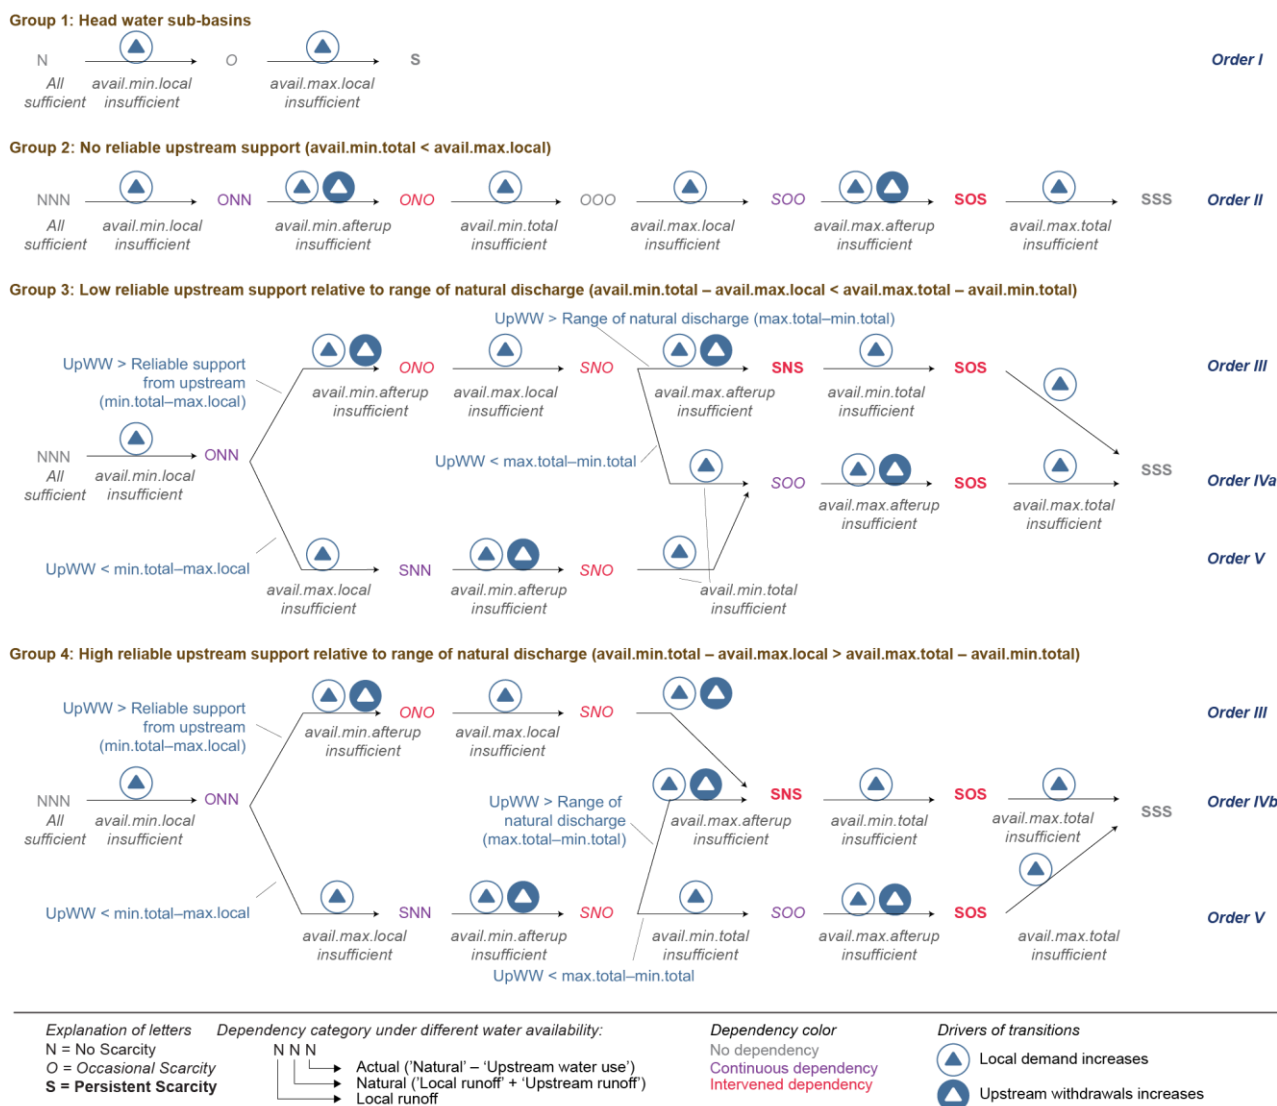 Group 1: Head water sub-basins
N O S Order I
All sufficient
avail.min.local insufficient
avail.max.local insufficient
Group 2: No reliable upstream support (avail.min.total < avail.max.local)
NNN ONN ONO OOO SOO SOS SSS Order II
All sufficient
avail.min.local insufficient
avail.min.afterup insufficient
avail.min.total insufficient
avail.max.local insufficient
avail.max.afterup insufficient
avail.max.total insufficient
Group 3: Low reliable upstream support relative to range of natural discharge (avail.min.total – avail.max.local < avail.max.total – avail.min.total)
UpWW > Range of natural discharge (max.total–min.total)
UpWW > Reliable support
from upstream
(min.total–max.local)
ONO SNO SNS SOS Order III
avail.min.afterup insufficient
avail.max.local insufficient
avail.max.afterup insufficient
avail.min.total insufficient
NNN ONN
All sufficient
avail.min.local insufficient
UpWW < max.total–min.total
SOO SOS SSS Order IVa
avail.max.afterup insufficient
avail.max.total insufficient
UpWW < min.total–max.local
SNN SNO Order V
avail.max.local insufficient
avail.min.afterup insufficient
avail.min.total insufficient
Group 4: High reliable upstream support relative to range of natural discharge (avail.min.total – avail.max.local > avail.max.total – avail.min.total)
UpWW > Reliable support
from upstream
(min.total–max.local)
ONO SNO Order III
avail.min.afterup insufficient
avail.max.local insufficient
NNN ONN
All sufficient
avail.min.local insufficient
UpWW > Range of
natural discharge
(max.total–min.total)
SNS SOS SSS Order IVb
avail.max.afterup insufficient
avail.min.total insufficient
avail.max.total insufficient
UpWW < min.total–max.local
SNN SNO SOO SOS Order V
avail.max.local insufficient
avail.min.afterup insufficient
avail.min.total insufficient
avail.max.afterup insufficient
avail.max.total insufficient
UpWW < max.total–min.total
Explanation of letters
N = No Scarcity
O = Occasional Scarcity
S = Persistent Scarcity
Dependency category under different water availability:
N N N
Actual ('Natural' – 'Upstream water use')
Natural ('Local runoff' + 'Upstream runoff')
Local runoff
Dependency color
No dependency
Continuous dependency
Intervened dependency
Drivers of transitions
Local demand increases
Upstream withdrawals increases